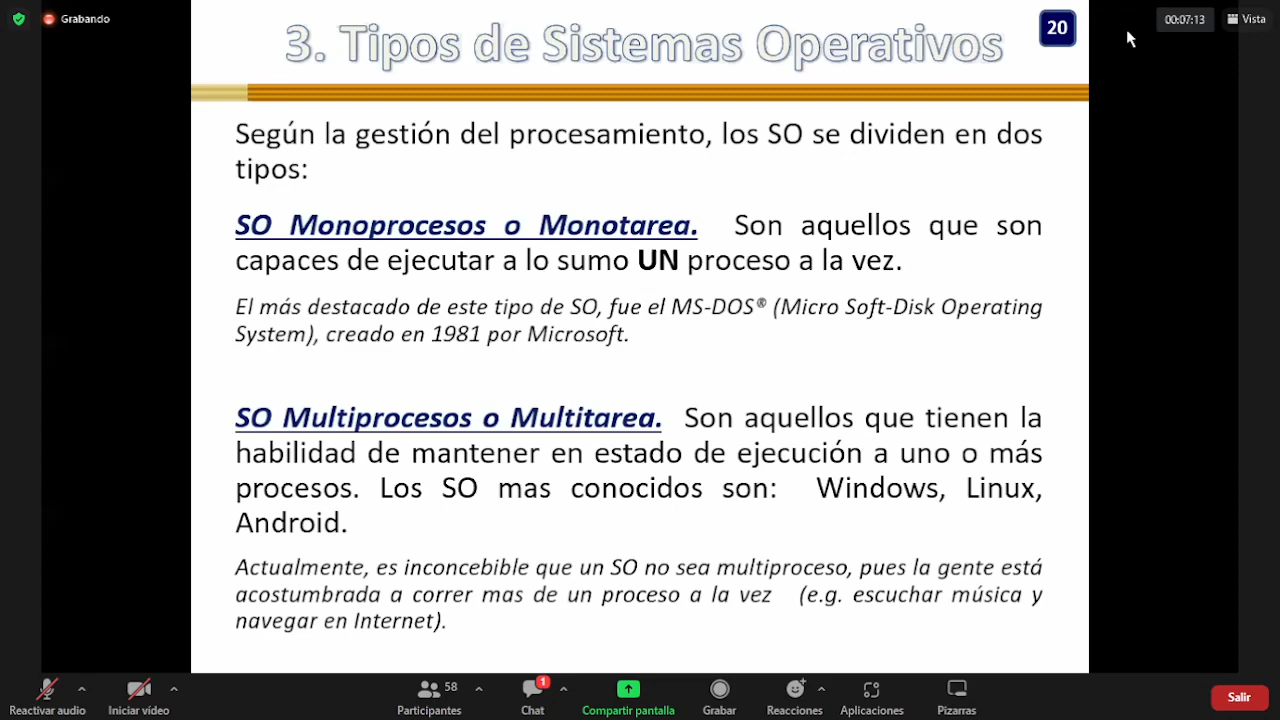 Grabando
00:07:13
Vista
3. Tipos de Sistemas Operativos
20
Según la gestión del procesamiento, los SO se dividen en dos
tipos:
SO Monoprocesos o Monotarea. Son aquellos que son
capaces de ejecutar a lo sumo UN proceso a la vez.
El más destacado de este tipo de SO, fue el MS-DOS® (Micro Soft-Disk Operating
System), creado en 1981 por Microsoft.
SO Multiprocesos o Multitarea. Son aquellos que tienen la
habilidad de mantener en estado de ejecución a uno o más
procesos. Los SO mas conocidos son: Windows, Linux,
Android.
Actualmente, es inconcebible que un SO no sea multiproceso, pues la gente está
acostumbrada a correr mas de un proceso a la vez (e.g. escuchar música y
navegar en Internet).
58
1
Reactivar audio
Iniciar vídeo
Participantes
Chat
Compartir pantalla
Grabar
Reacciones
Aplicaciones
Pizarras
Salir